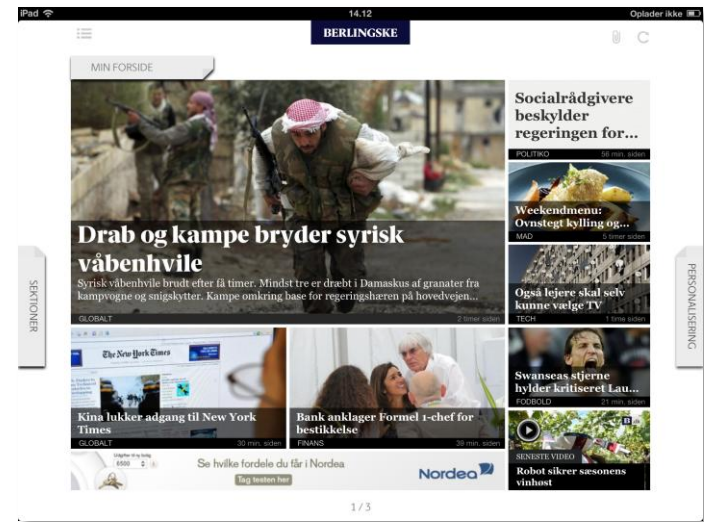 iPad
14.12
Oplader ikke
BERLINGSKE
MIN FORSIDE
Drab og kampe bryder syrisk
våbenhvile
Syrisk våbenhvile brudt efter få timer. Mindst tre er dræbt i Damaskus af granater fra
kampvogne og snigskytter. Kampe omkring base for regeringshæren på hovedvejen...
GLOBALT
2 timer siden
Socialrådgivere
beskylder
regeringen for...
POLITIKO
56 min. siden
Weekendmenu:
Ovnstegt kylling og...
MAD
5 timer siden
Også lejere skal selv
kunne vælge TV
TECH
1 time siden
Swanseas stjerne
hylder kritiseret Lau...
FODBOLD
21 min. siden
SENESTE VIDEO
Robot sikrer sæsonens
vinhøst
The New York Times
Kina lukker adgang til New York
Times
GLOBALT
30 min. siden
Bank anklager Formel 1-chef for
bestikkelse
FINANS
39 min. siden
Udgifter til ny bolig
6500
Se hvilke fordele du får i Nordea
Tag testen her
Nordea
SEKTIONER
PERSONALISERING
1 / 3